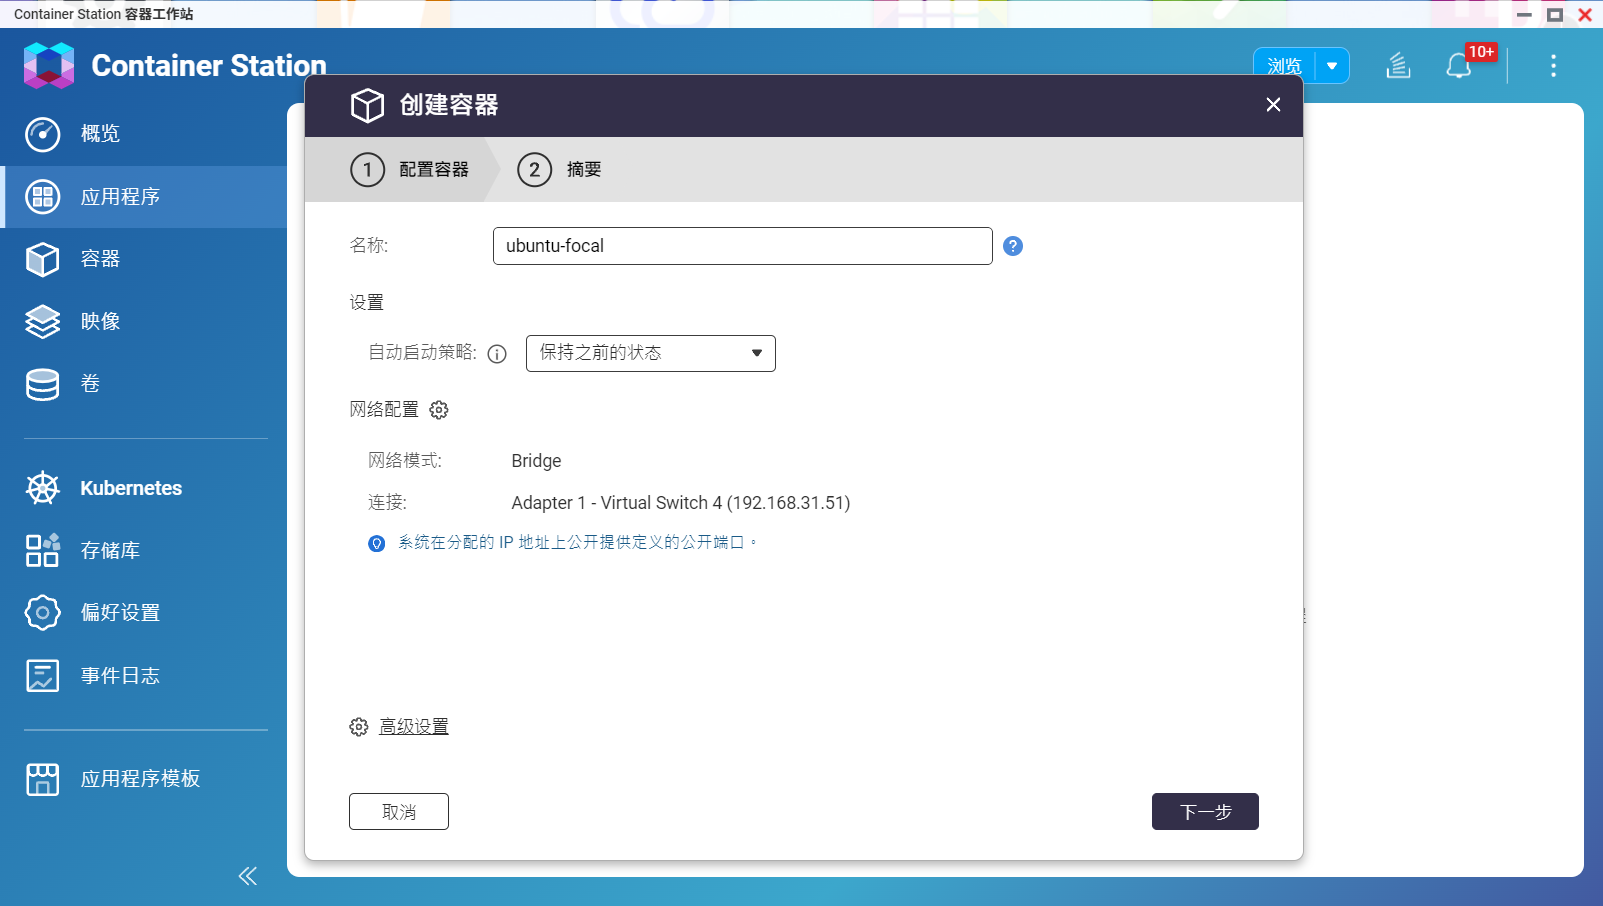 Container Station 容器工作站
Container Station
浏览
10+
概览
应用程序
容器
映像
卷
Kubernetes
存储库
偏好设置
事件日志
应用程序模板
创建容器
1 配置容器
2 摘要
名称: ubuntu-focal
设置
自动启动策略: 保持之前的状态
网络配置
网络模式: Bridge
连接: Adapter 1 - Virtual Switch 4 (192.168.31.51)
系统在分配的 IP 地址上公开提供定义的公开端口。
高级设置
取消
下一步